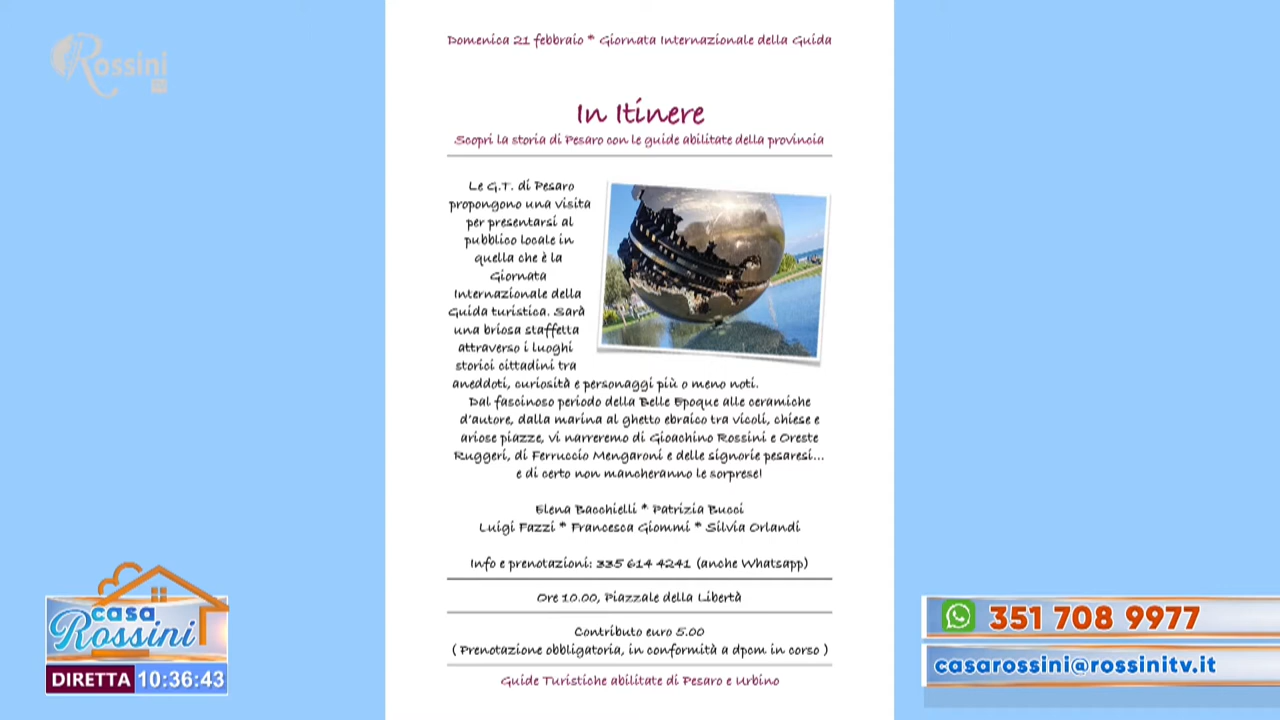 Rossini
TV
Domenica 21 febbraio * Giornata Internazionale della Guida
In Itinere
Scopri la storia di Pesaro con le guide abilitate della provincia
Le G.T. di Pesaro
propongono una visita
per presentarsi al
pubblico locale in
quella che è la
Giornata
Internazionale della
Guida turistica. Sarà
una briosa staffetta
attraverso i luoghi
storici cittadini tra
aneddoti, curiosità e personaggi più o meno noti.
Dal fascinoso periodo della Belle Epoque alle ceramiche
d'autore, dalla marina al ghetto ebraico tra vicoli, chiese e
ariose piazze, vi narreremo di Gioachino Rossini e Oreste
Ruggeri, di Ferruccio Mengaroni e delle signorie pesaresi...
e di certo non mancheranno le sorprese!
Elena Bacchielli * Patrizia Bucci
Luigi Fazzi * Francesca Giommi * Silvia Orlandi
Info e prenotazioni: 335 614 4241 (anche Whatsapp)
Ore 10.00, Piazzale della Libertà
Contributo euro 5.00
( Prenotazione obbligatoria, in conformità a dpcm in corso )
Guide Turistiche abilitate di Pesaro e Urbino
casa
Rossini
DIRETTA 10:36:43
351 708 9977
casarossini@rossinitv.it